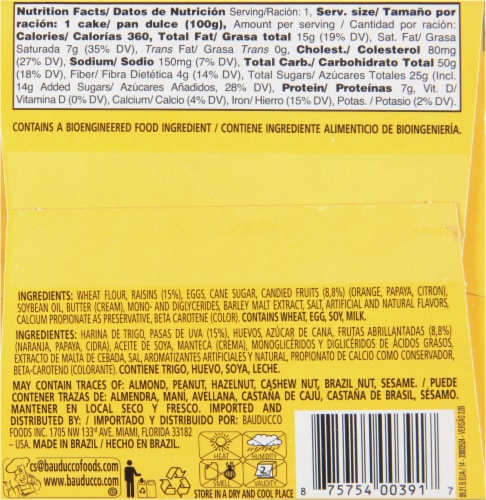 Nutrition Facts/ Datos de Nutrición Serving/Ración: 1, Serv. size/ Tamaño por
ración: 1 cake/ pan dulce (100g), Amount per serving / Cantidad por ración:
Calories/ Calorías 360, Total Fat/ Grasa total 15g (19% DV), Sat. Fat/ Grasa
Saturada 7g (35% DV), Trans Fat/ Grasa Trans 0g, Cholest./ Colesterol 80mg
(27% DV), Sodium/ Sodio 150mg (7% DV), Total Carb./ Carbohidrato Total 50g
(18% DV), Fiber/ Fibra Dietética 4g (14% DV), Total Sugars/ Azúcares Totales 25g (Incl.
14g Added Sugars/ Azúcares Añadidos, 28% DV), Protein/ Proteínas 7g, Vit. D/
Vitamina D (0% DV), Calcium/ Calcio (4% DV), Iron/ Hierro (15% DV), Potas. / Potasio (2% DV).
CONTAINS A BIOENGINEERED FOOD INGREDIENT / CONTIENE INGREDIENTE ALIMENTICIO DE BIOINGENIERÍA.
INGREDIENTS: WHEAT FLOUR, RAISINS (15%), EGGS, CANE SUGAR, CANDIED FRUITS (8,8%) (ORANGE, PAPAYA, CITRON),
SOYBEAN OIL, BUTTER (CREAM), MONO- AND DIGLYCERIDES, BARLEY MALT EXTRACT, SALT, ARTIFICIAL AND NATURAL FLAVORS,
CALCIUM PROPIONATE AS PRESERVATIVE, BETA CAROTENE (COLOR). CONTAINS WHEAT, EGG, SOY, MILK.
INGREDIENTES: HARINA DE TRIGO, PASAS DE UVA (15%), HUEVOS, AZÚCAR DE CANA, FRUTAS ABRILLANTADAS (8,8%)
(NARANJA, PAPAYA, CIDRA), ACEITE DE SOYA, MANTECA (CREMA), MONOGLICÉRIDOS Y DIGLICÉRIDOS DE ÁCIDOS GRASOS,
EXTRACTO DE MALTA DE CEBADA, SAL, AROMATIZANTES ARTIFICIALES Y NATURALES, PROPIONATO DE CALCIO COMO CONSERVADOR,
BETA-CAROTENO (COLORANTE). CONTIENE TRIGO, HUEVO, SOYA, LECHE.
MAY CONTAIN TRACES OF: ALMOND, PEANUT, HAZELNUT, CASHEW NUT, BRAZIL NUT, SESAME. / PUEDE
CONTENER TRAZAS DE: ALMENDRA, MANÍ, AVELLANA, CASTAÑA DE CAJÚ, CASTAÑA DE BRASIL, SÉSAMO.
MANTENER EN LOCAL SECO Y FRESCO. IMPORTED AND
DISTRIBUTED BY: / IMPORTADO Y DISTRIBUIDO POR: BAUDUCCO
FOODS INC. 1705 NW 133rd AVE. MIAMI, FLORIDA 33182
– USA. MADE IN BRAZIL / HECHO EN BRAZIL.
HEAT HUMIDITY
cs@bauducofoods.com
www.bauducco.com
SMELL VALIDITY
STORE IN A DRY AND COOL PLACE
8 75754 00391 7